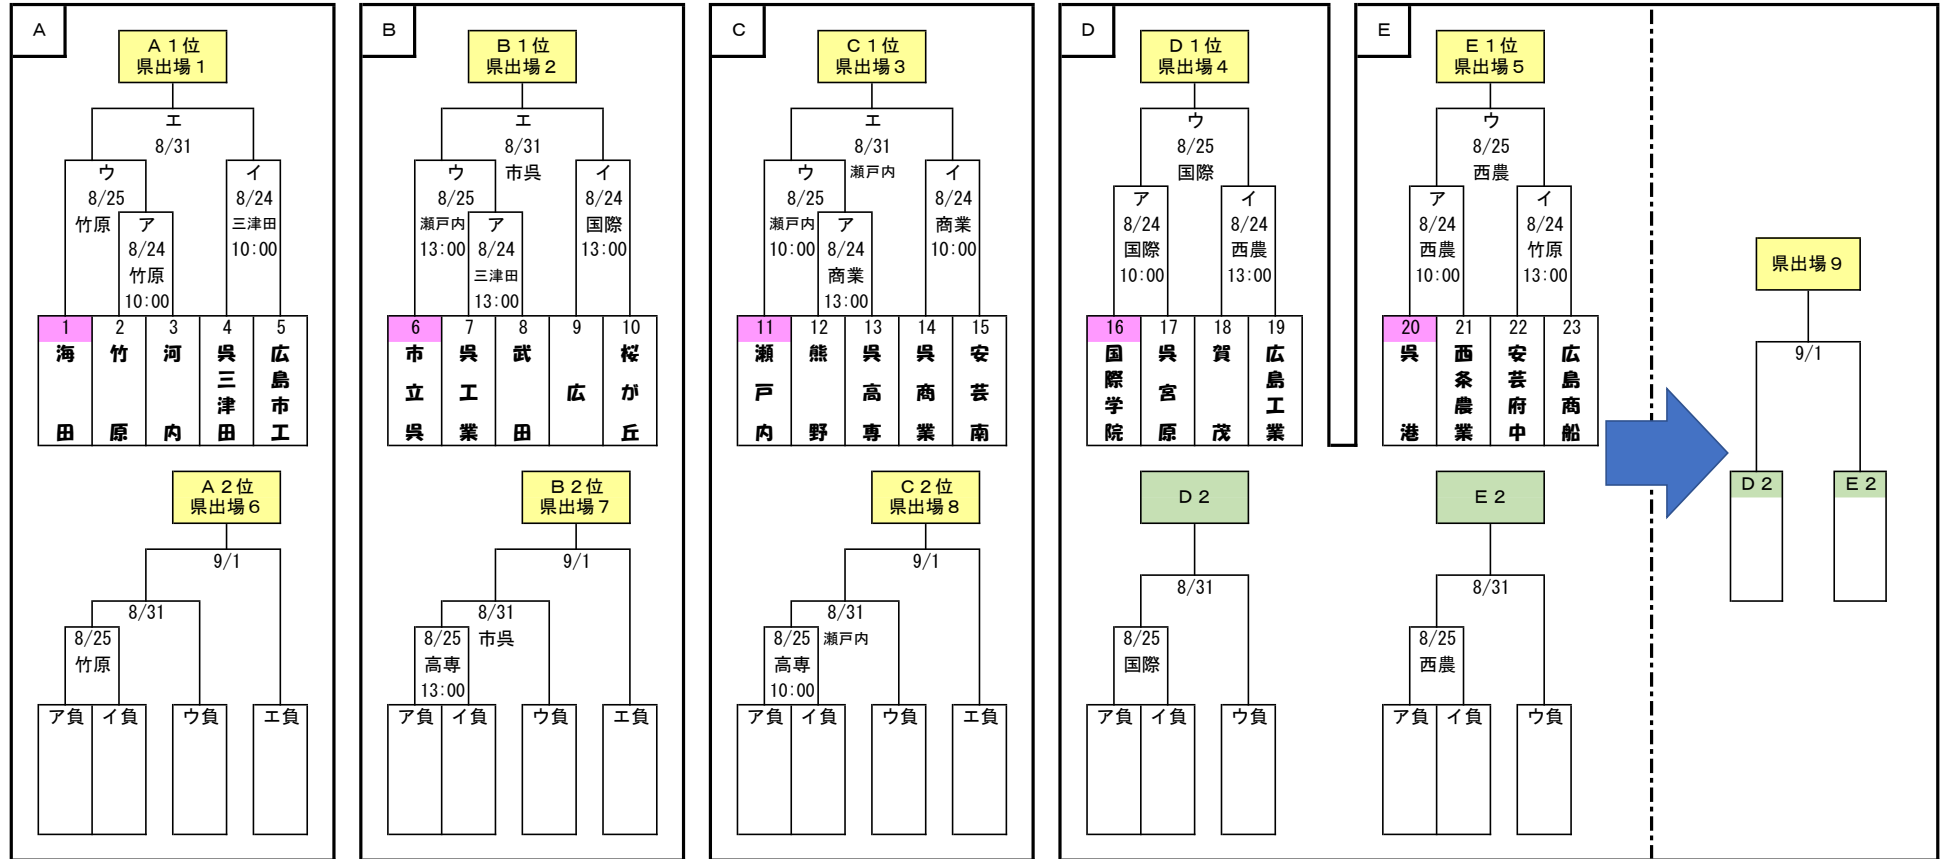 A
A1位
県出場1
エ
8/31
ウ
8/25
竹原
ア
8/24
竹原
10:00
イ
8/24
三津田
10:00
1 海田
2 竹原
3 河内
4 呉三津田
5 広島市工
A2位
県出場6
9/1
8/31
8/25
竹原
ア負
イ負
ウ負
エ負
B
B1位
県出場2
エ
8/31
市呉
ウ
8/25
瀬戸内
13:00
ア
8/24
三津田
13:00
イ
8/24
国際
13:00
6 市立呉
7 呉工業
8 武田
9 広
10 桜が丘
B2位
県出場7
9/1
8/31
市呉
8/25
高専
13:00
ア負
イ負
ウ負
エ負
C
C1位
県出場3
エ
8/31
瀬戸内
ウ
8/25
瀬戸内
10:00
ア
8/24
商業
13:00
イ
8/24
商業
10:00
11 瀬戸内
12 熊野
13 呉高専
14 呉商業
15 安芸南
C2位
県出場8
9/1
8/31
瀬戸内
8/25
高専
10:00
ア負
イ負
ウ負
エ負
D
D1位
県出場4
ウ
8/25
国際
ア
8/24
国際
10:00
イ
8/24
西農
13:00
16 国際学院
17 呉宮原
18 賀茂
19 広島工業
D2
8/31
8/25
国際
ア負
イ負
ウ負
E
E1位
県出場5
ウ
8/25
西農
ア
8/24
西農
10:00
イ
8/24
竹原
13:00
20 呉港
21 西条農業
22 安芸府中
23 広島商船
E2
8/31
8/25
西農
ア負
イ負
ウ負
県出場9
9/1
D2
E2